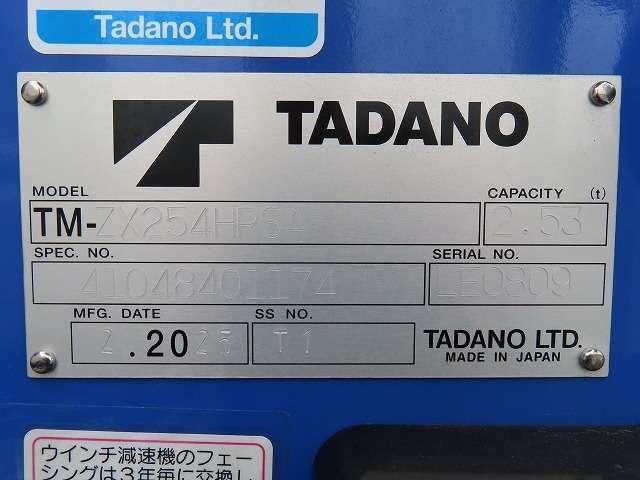 Tadano Ltd.
TADANO
MODEL
CAPACITY (t)
TM-ZX254HRS4
2.53
SPEC. NO.
SERIAL NO.
41048401174
LE0809
MFG. DATE
SS NO.
2.2025
T1
TADANO LTD.
MADE IN JAPAN
ウインチ減速機のフェー
シングは3年毎に交換し